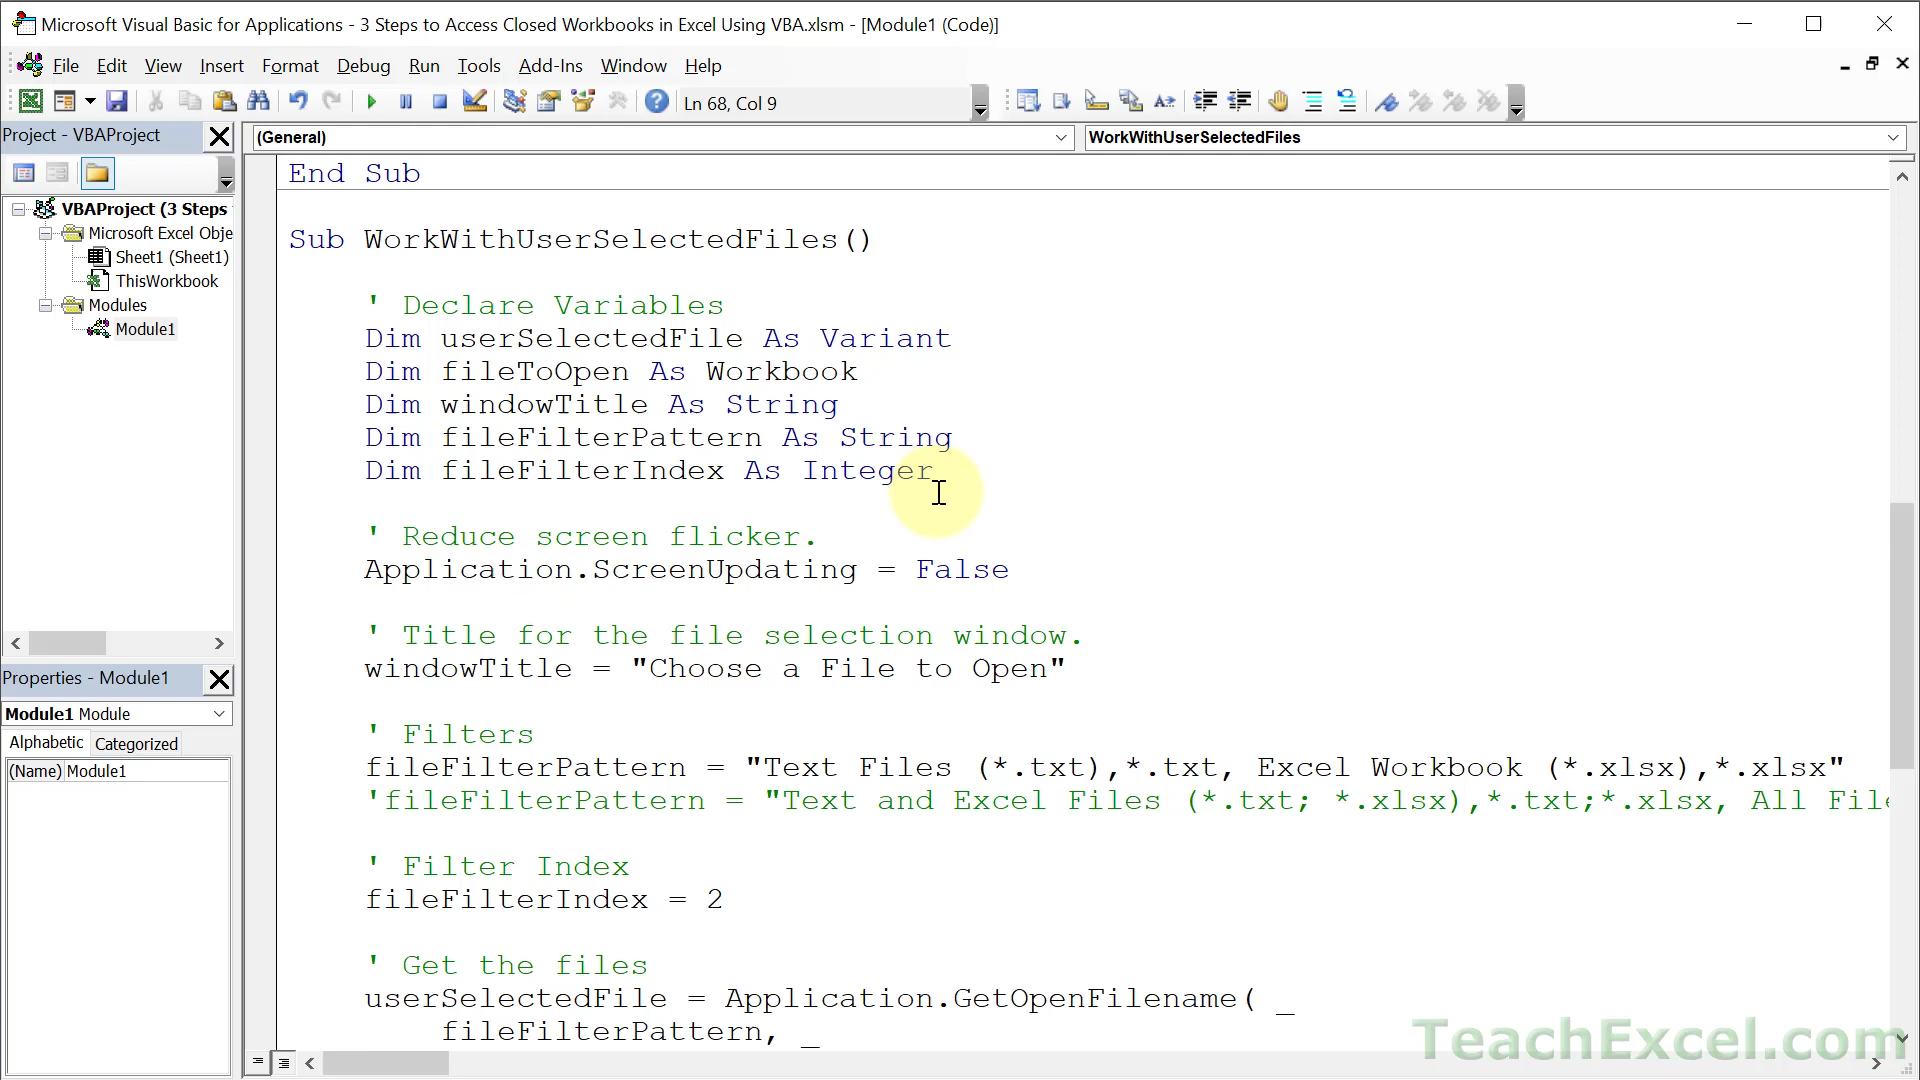 Microsoft Visual Basic for Applications - 3 Steps to Access Closed Workbooks in Excel Using VBA.xlsm - [Module1 (Code)]
File Edit View Insert Format Debug Run Tools Add-Ins Window Help
Ln 68, Col 9
Project - VBAProject
(General)
WorkWithUserSelectedFiles
VBAProject (3 Steps
Microsoft Excel Obje
Sheet1 (Sheet1)
ThisWorkbook
Modules
Module1
Properties - Module1
Module1 Module
Alphabetic Categorized
(Name) Module1
End Sub
Sub WorkWithUserSelectedFiles()
' Declare Variables
Dim userSelectedFile As Variant
Dim fileToOpen As Workbook
Dim windowTitle As String
Dim fileFilterPattern As String
Dim fileFilterIndex As Integer
' Reduce screen flicker.
Application.ScreenUpdating = False
' Title for the file selection window.
windowTitle = "Choose a File to Open"
' Filters
fileFilterPattern = "Text Files (*.txt),*.txt, Excel Workbook (*.xlsx),*.xlsx"
'fileFilterPattern = "Text and Excel Files (*.txt; *.xlsx),*.txt;*.xlsx, All File
' Filter Index
fileFilterIndex = 2
' Get the files
userSelectedFile = Application.GetOpenFilename( _
fileFilterPattern, _
TeachExcel.com